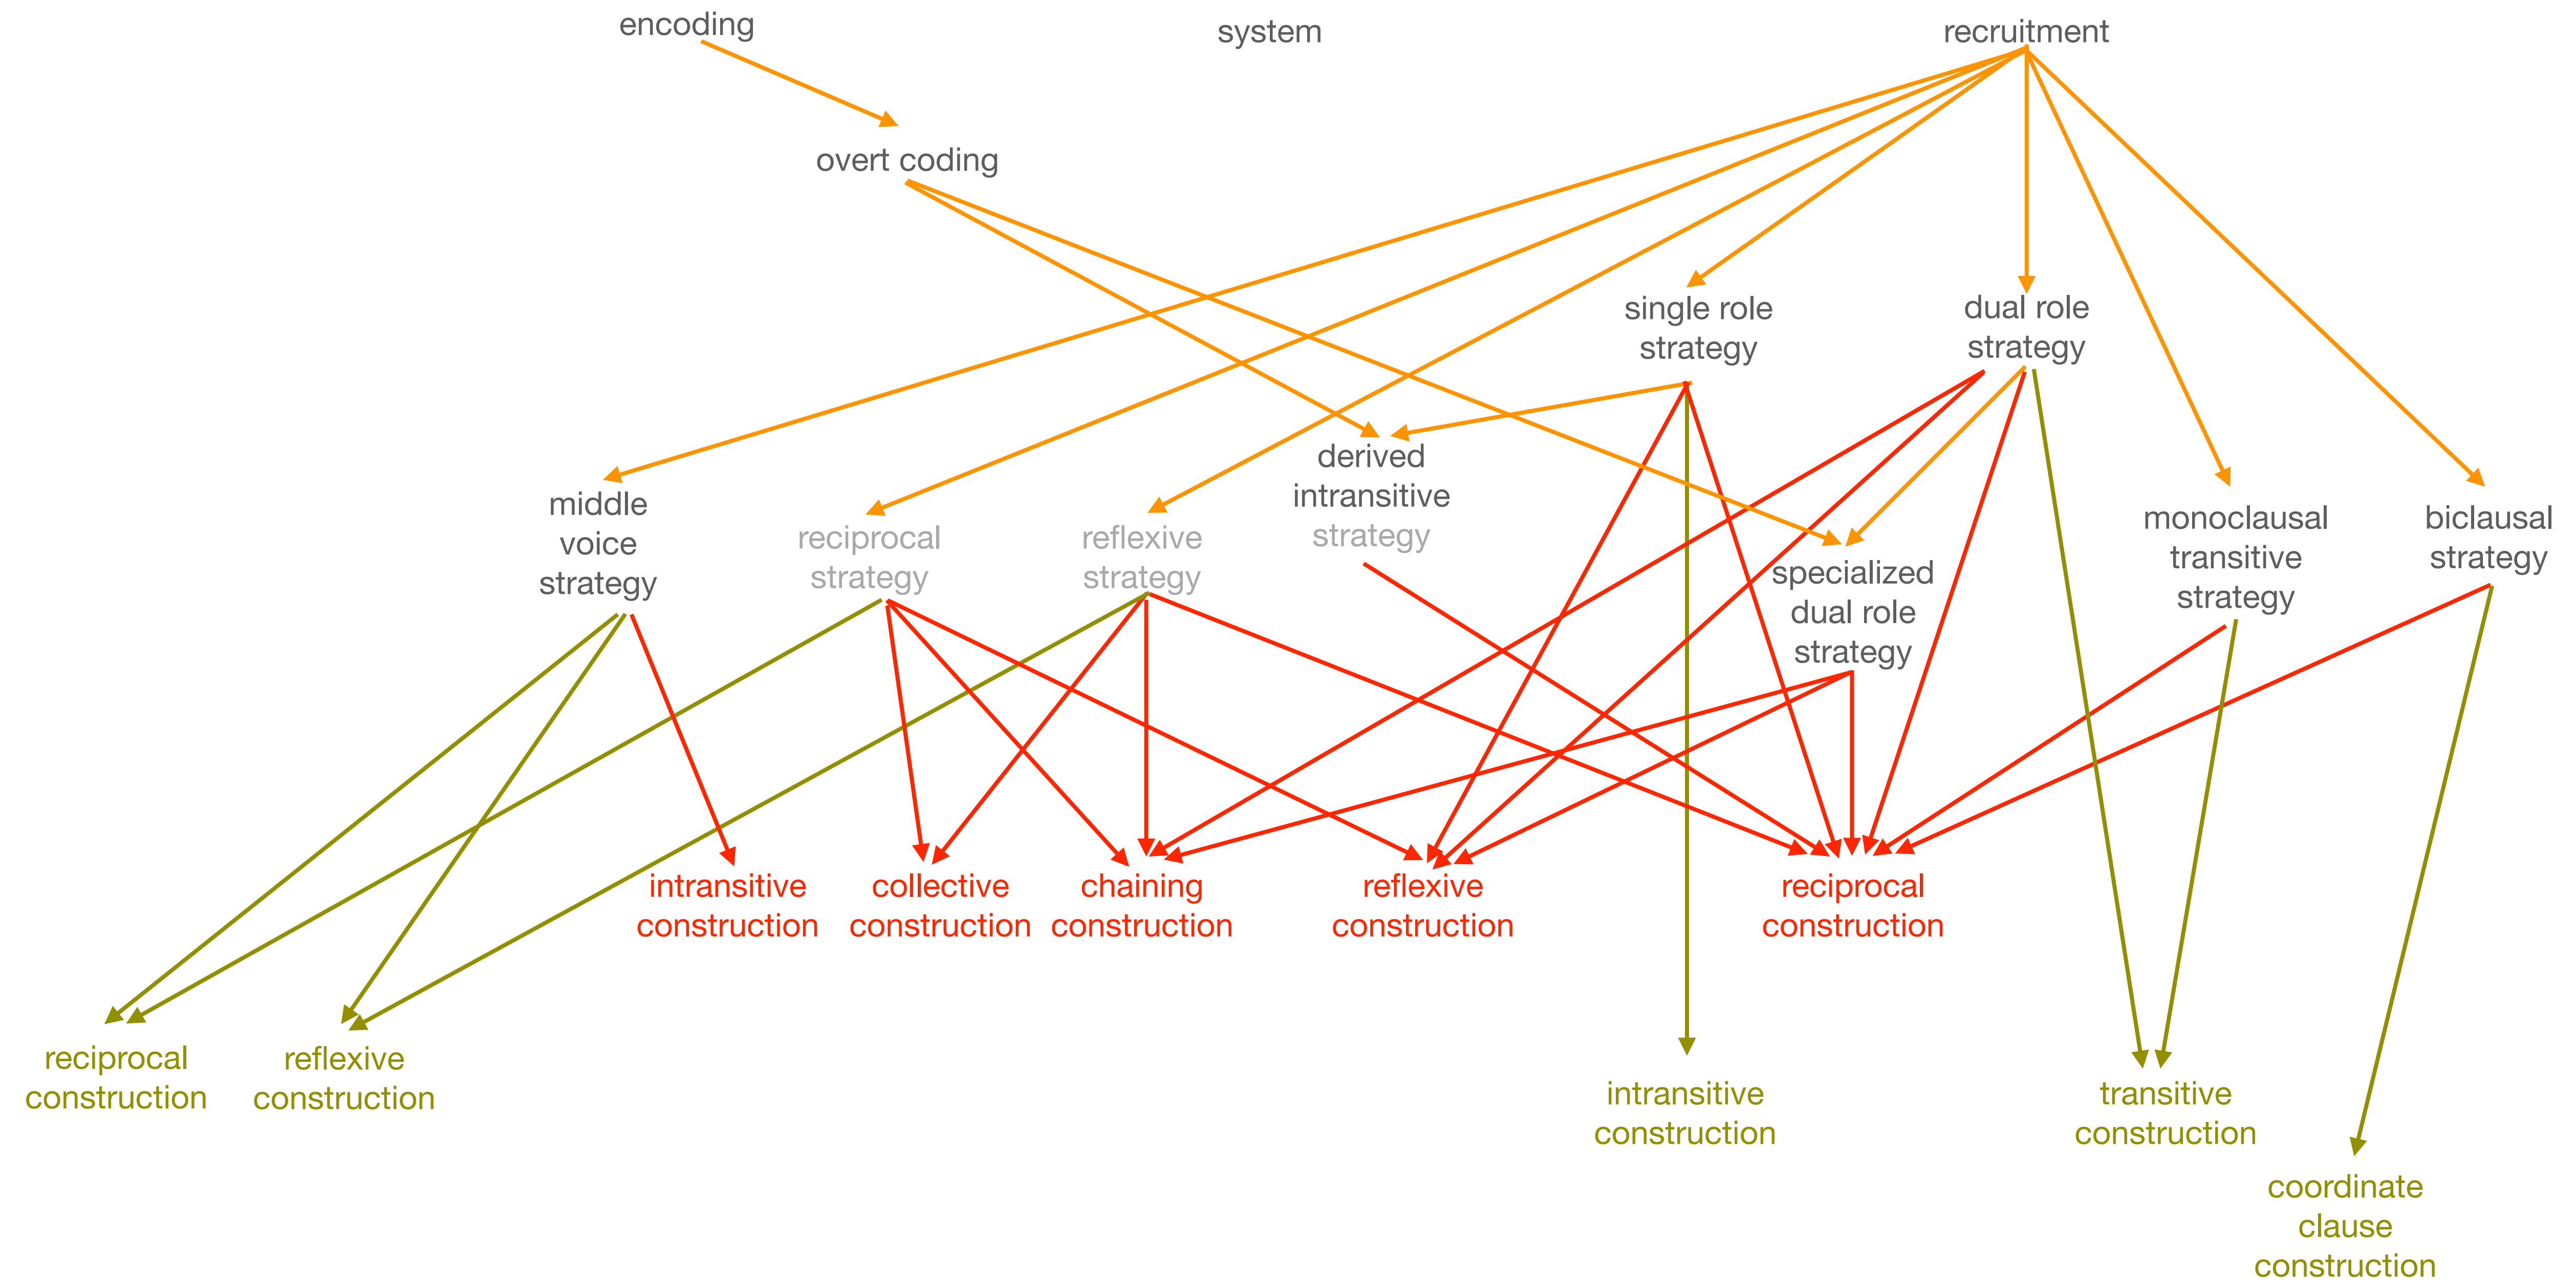 encoding
system
recruitment
overt coding
single role
strategy
dual role
strategy
derived
intransitive
strategy
middle
voice
strategy
reciprocal
strategy
reflexive
strategy
specialized
dual role
strategy
monoclausal
transitive
strategy
biclausal
strategy
intransitive
construction
collective
construction
chaining
construction
reflexive
construction
reciprocal
construction
reciprocal
construction
reflexive
construction
intransitive
construction
transitive
construction
coordinate
clause
construction